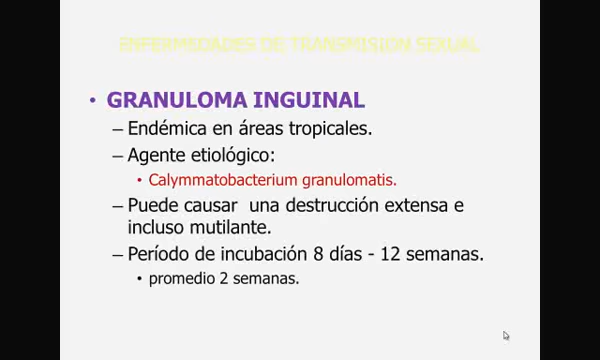 ENFERMEDADES DE TRANSMISION SEXUAL
• GRANULOMA INGUINAL
– Endémica en áreas tropicales.
– Agente etiológico:
• Calymmatobacterium granulomatis.
– Puede causar una destrucción extensa e
incluso mutilante.
– Período de incubación 8 días - 12 semanas.
• promedio 2 semanas.